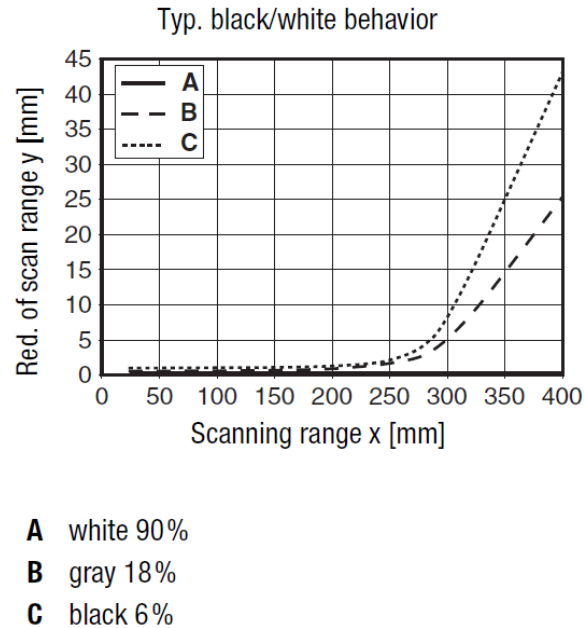 Typ. black/white behavior
Red. of scan range y [mm]
45
40
35
30
25
20
15
10
5
0
A
B
C
0 50 100 150 200 250 300 350 400
Scanning range x [mm]
A white 90%
B gray 18%
C black 6%